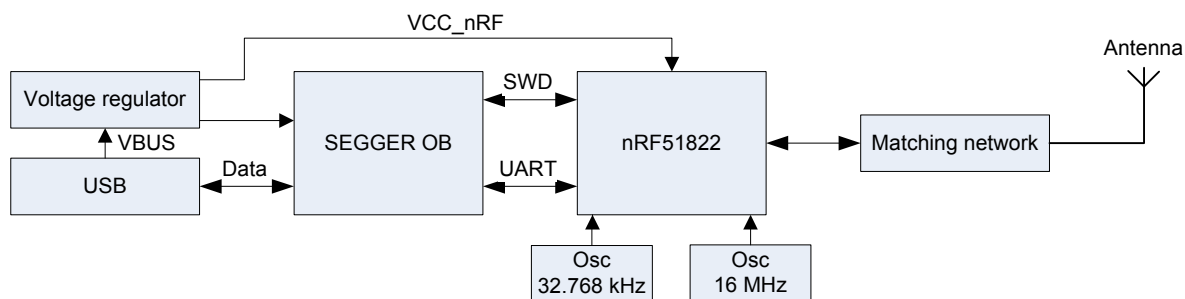 VCC_nRF
Antenna
Voltage regulator
SWD
SEGGER OB
nRF51822
Matching network
VBUS
USB
Data
UART
Osc
32.768 kHz
Osc
16 MHz